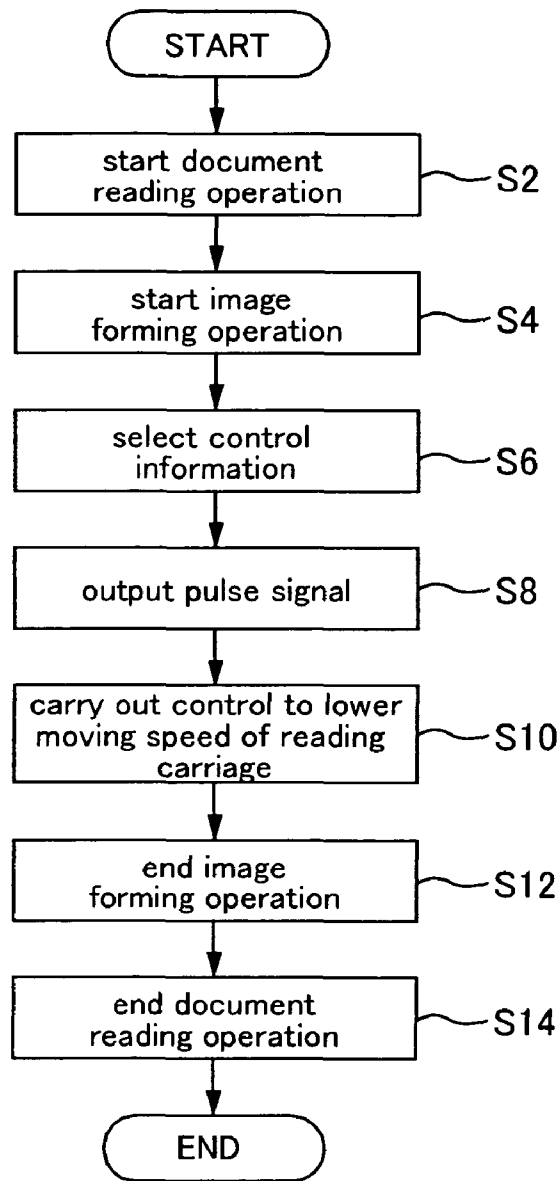 START
start document
reading operation
S2
start image
forming operation
S4
select control
information
S6
output pulse signal
S8
carry out control to lower
moving speed of reading
carriage
S10
end image
forming operation
S12
end document
reading operation
S14
END